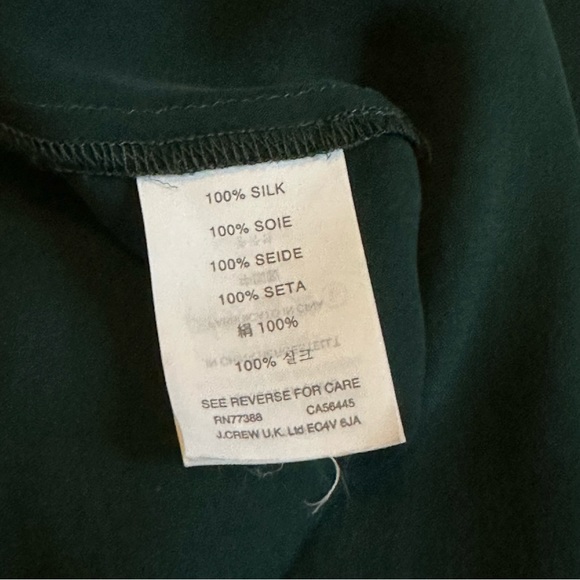 100% SILK
100% SOIE
100% SEIDE
100% SETA
絹 100%
100% 실크
SEE REVERSE FOR CARE
RN77388 CA56445
J.CREW U.K. Ltd EC4V 6JA